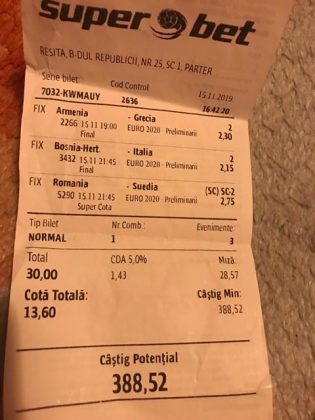 super bet
RESITA, B-DUL REPUBLICII, NR 25, SC.1, PARTER
Serie bilet: Cod Control 15.11.2019
7032-KWMAUY 2636 16:42:20
FIX Armenia - Grecia 2
2266 15.11 19:00 EURO 2020 Preliminarii 2,30
Final
FIX Bosnia-Hert. - Italia 2
3432 15.11 21:45 EURO 2020 Preliminarii 2,15
Final
FIX Romania - Suedia (SC) SC-2
5290 15.11 21:45 EURO 2020 Preliminarii 2,75
Super Cota
Tip Bilet Nr.Comb.: Evenimente:
NORMAL 1 3
Total CDA 5,0% Miză:
30,00 1,43 28,57
Cotă Totală: Câştig Min:
13,60 388,52
Câştig Potenţial
388,52